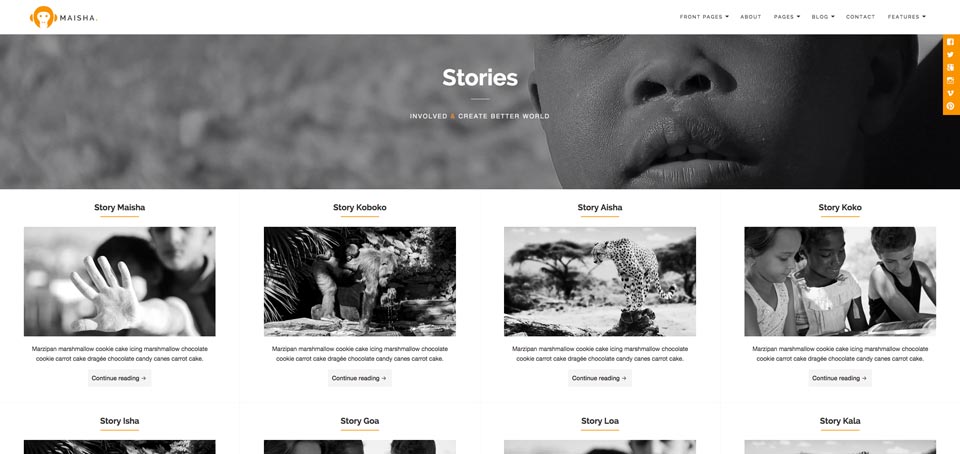 MAISHA.
FRONT PAGES
ABOUT
PAGES
BLOG
CONTACT
FEATURES
Stories
INVOLVED & CREATE BETTER WORLD
Story Maisha
Marzipan marshmallow cookie cake icing marshmallow chocolate
cookie carrot cake dragée chocolate candy canes carrot cake.
Continue reading →
Story Koboko
Marzipan marshmallow cookie cake icing marshmallow chocolate
cookie carrot cake dragée chocolate candy canes carrot cake.
Continue reading →
Story Aisha
Marzipan marshmallow cookie cake icing marshmallow chocolate
cookie carrot cake dragée chocolate candy canes carrot cake.
Continue reading →
Story Koko
Marzipan marshmallow cookie cake icing marshmallow chocolate
cookie carrot cake dragée chocolate candy canes carrot cake.
Continue reading →
Story Isha
Story Goa
Story Loa
Story Kala